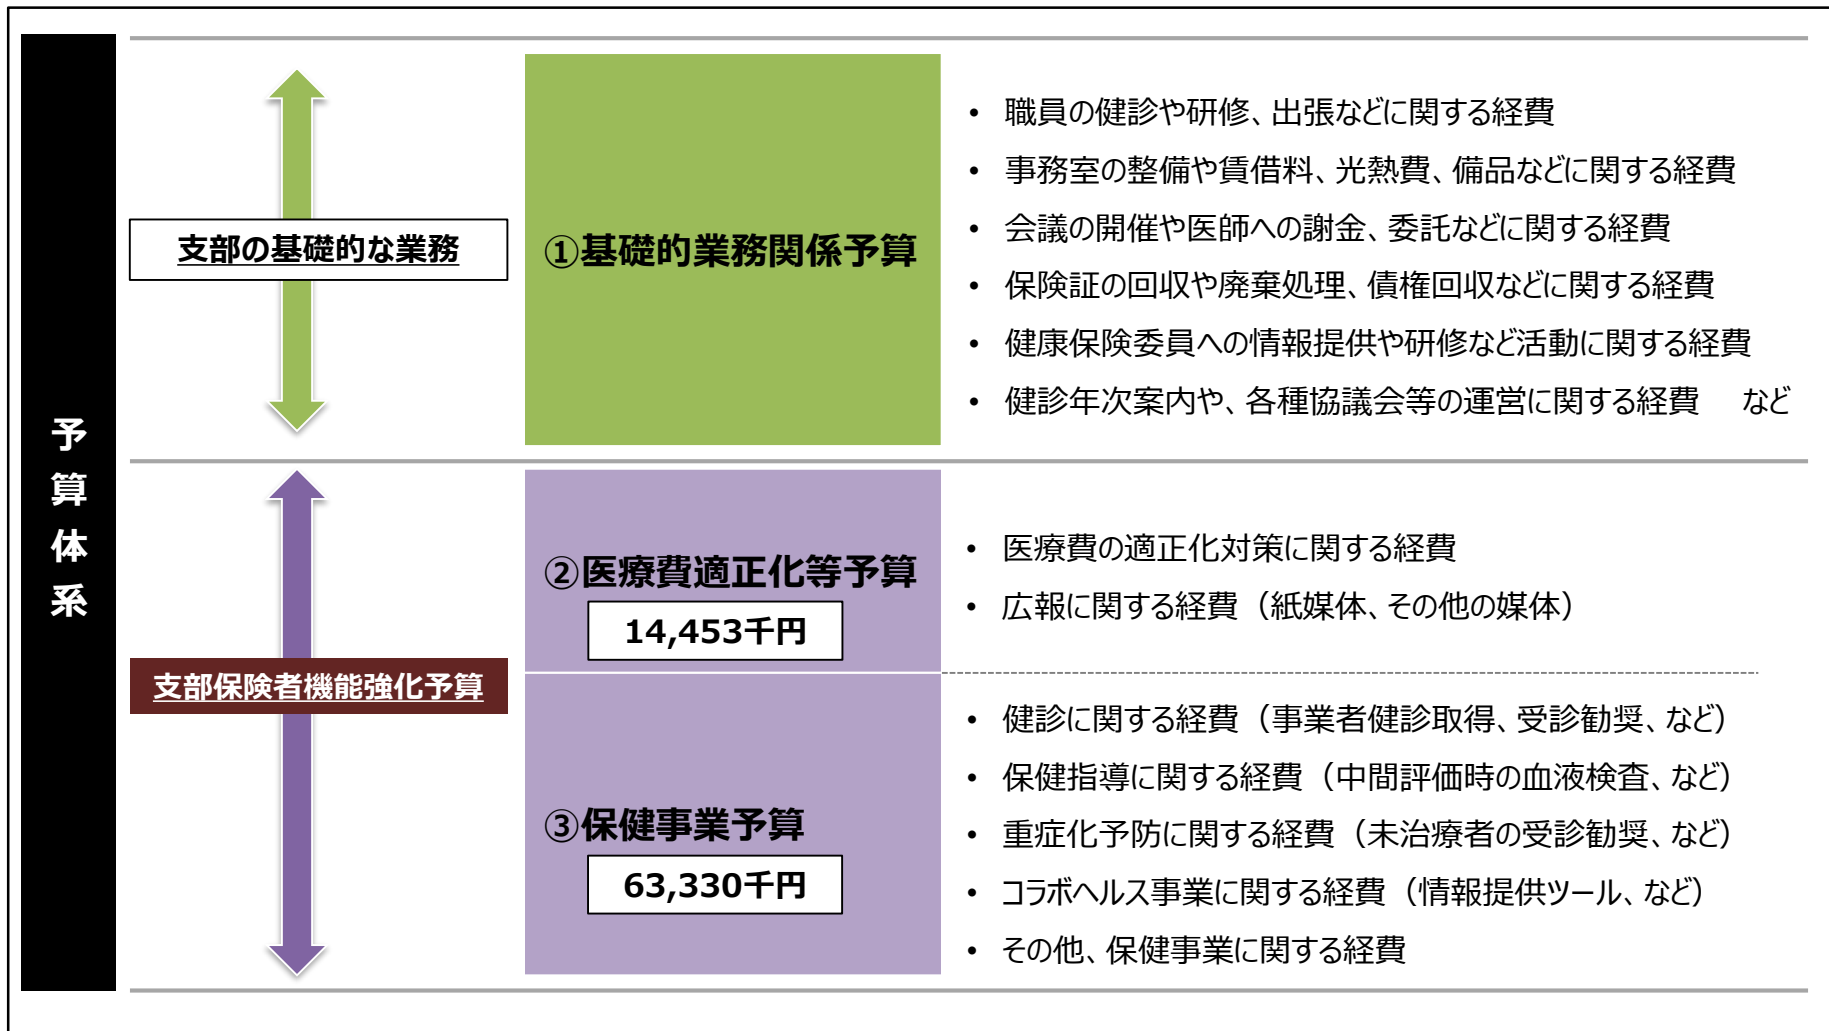 予算体系
支部の基礎的な業務
①基礎的業務関係予算
• 職員の健診や研修、出張などに関する経費
• 事務室の整備や賃借料、光熱費、備品などに関する経費
• 会議の開催や医師への謝金、委託などに関する経費
• 保険証の回収や廃棄処理、債権回収などに関する経費
• 健康保険委員への情報提供や研修など活動に関する経費
• 健診年次案内や、各種協議会等の運営に関する経費　など
支部保険者機能強化予算
②医療費適正化等予算
14,453千円
• 医療費の適正化対策に関する経費
• 広報に関する経費（紙媒体、その他の媒体）
③保健事業予算
63,330千円
• 健診に関する経費（事業者健診取得、受診勧奨、など）
• 保健指導に関する経費（中間評価時の血液検査、など）
• 重症化予防に関する経費（未治療者の受診勧奨、など）
• コラボヘルス事業に関する経費（情報提供ツール、など）
• その他、保健事業に関する経費